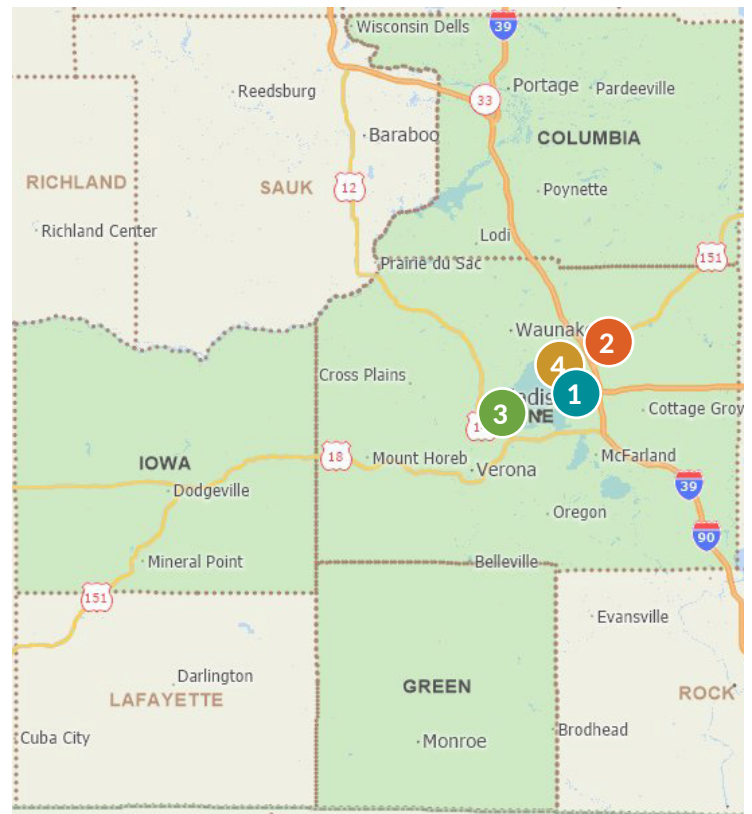 Wisconsin Dells
39
Reedsburg
33
Portage
Pardeeville
Baraboo
COLUMBIA
RICHLAND
SAUK
12
Poynette
Richland Center
Lodi
151
Prairie du Sac
Waunak
2
4
Cross Plains
1
3
adis
NE
Cottage Grov
18
Mount Horeb
McFarland
IOWA
Verona
39
Dodgeville
Oregon
90
Mineral Point
Belleville
151
Evansville
Darlington
GREEN
LAFAYETTE
ROCK
Cuba City
Monroe
Brodhead